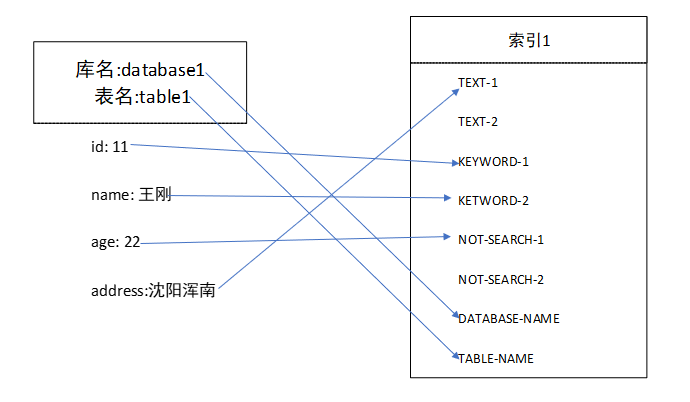 库名:database1
表名:table1
id: 11
name: 王刚
age: 22
address:沈阳浑南
索引1
TEXT-1
TEXT-2
KEYWORD-1
KETWORD-2
NOT-SEARCH-1
NOT-SEARCH-2
DATABASE-NAME
TABLE-NAME